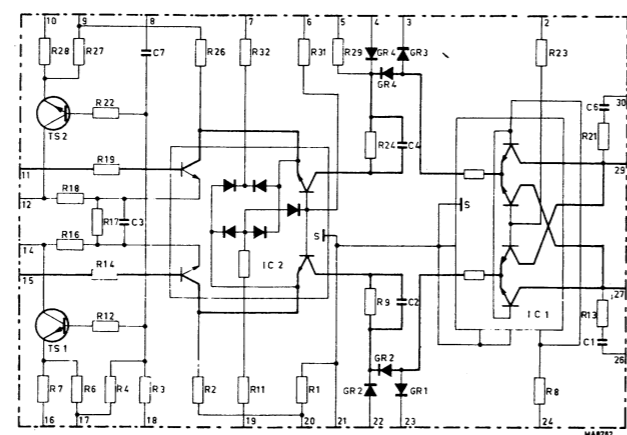 10 9 8 7 6 5 4 3 2
R28 R27 C7 R26 R32 R31 R29 GR4 GR3 R23
GR4
TS2 R22 R24 C4 C6 30
R21
11 R19 29
12 R18
R17 C3 S
14 R16 S
15 R14 IC 2
R9 C2 27
R13
TS1 R12 IC 1 C1
GR2 26
R7 R6 R4 R3 R2 R11 R1 GR2 GR1 R8
16 17 18 19 20 21 22 23 24
MA8782